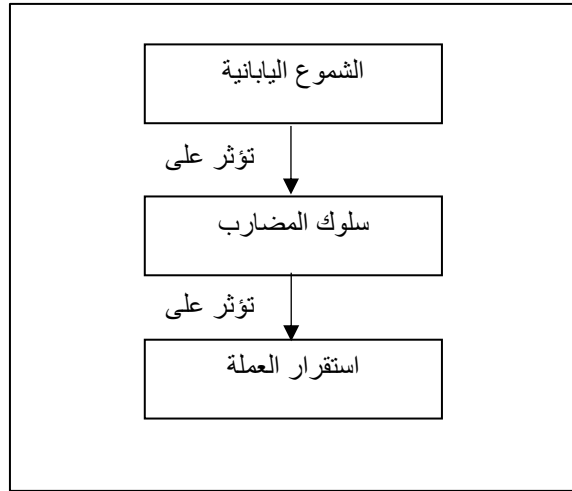 الشموع اليابانية
تؤثر على
سلوك المضارب
تؤثر على
استقرار العملة